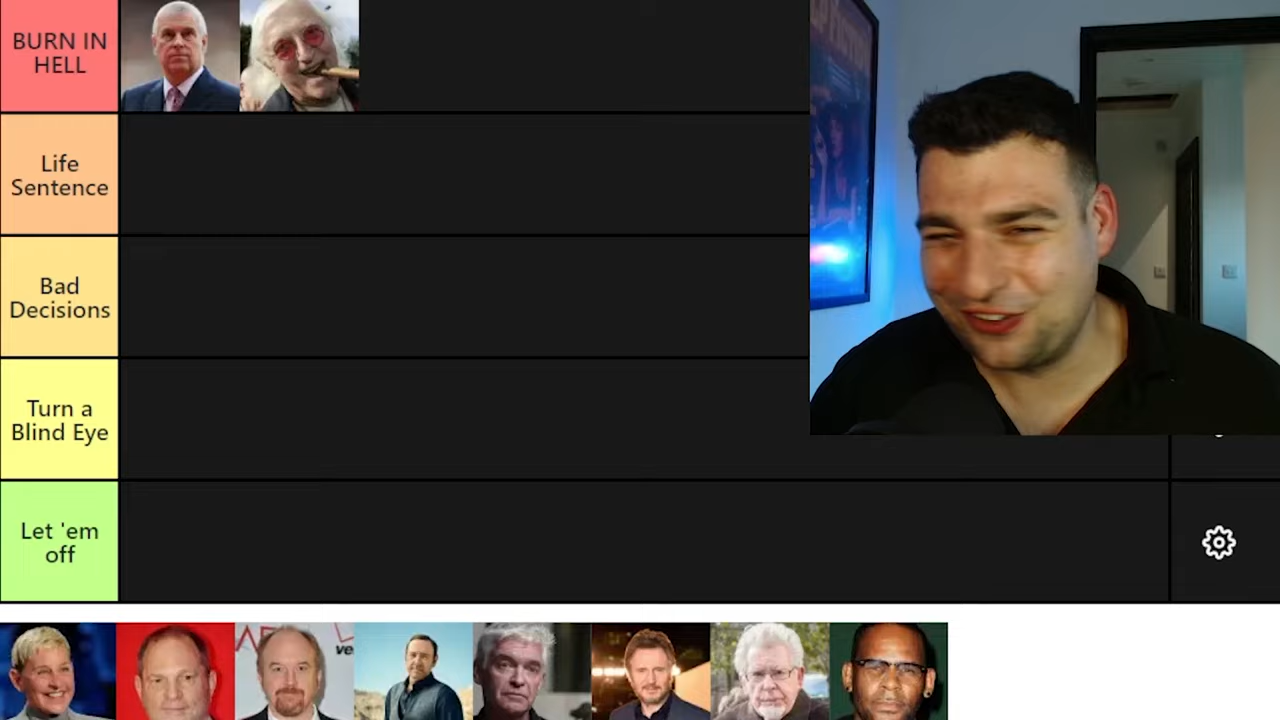 BURN IN
HELL
Life
Sentence
Bad
Decisions
Turn a
Blind Eye
Let 'em
off